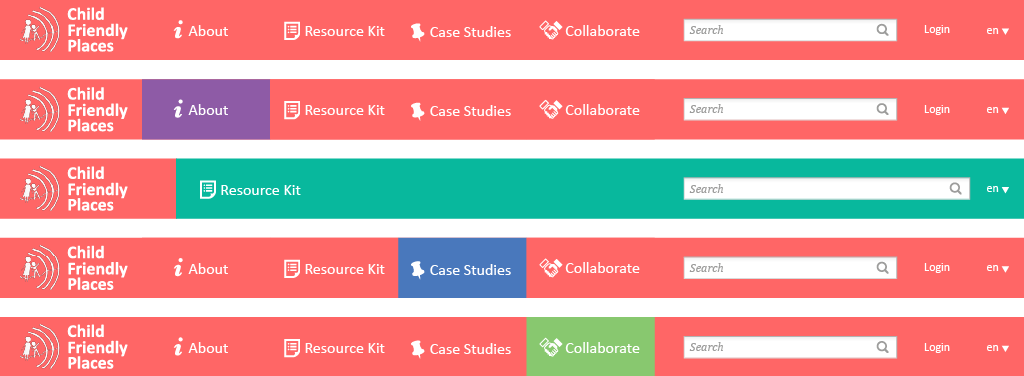 Child
Friendly
Places
About
Resource Kit
Case Studies
Collaborate
Search
Login
en
Child
Friendly
Places
About
Resource Kit
Case Studies
Collaborate
Search
Login
en
Child
Friendly
Places
Resource Kit
Search
en
Child
Friendly
Places
About
Resource Kit
Case Studies
Collaborate
Search
Login
en
Child
Friendly
Places
About
Resource Kit
Case Studies
Collaborate
Search
Login
en